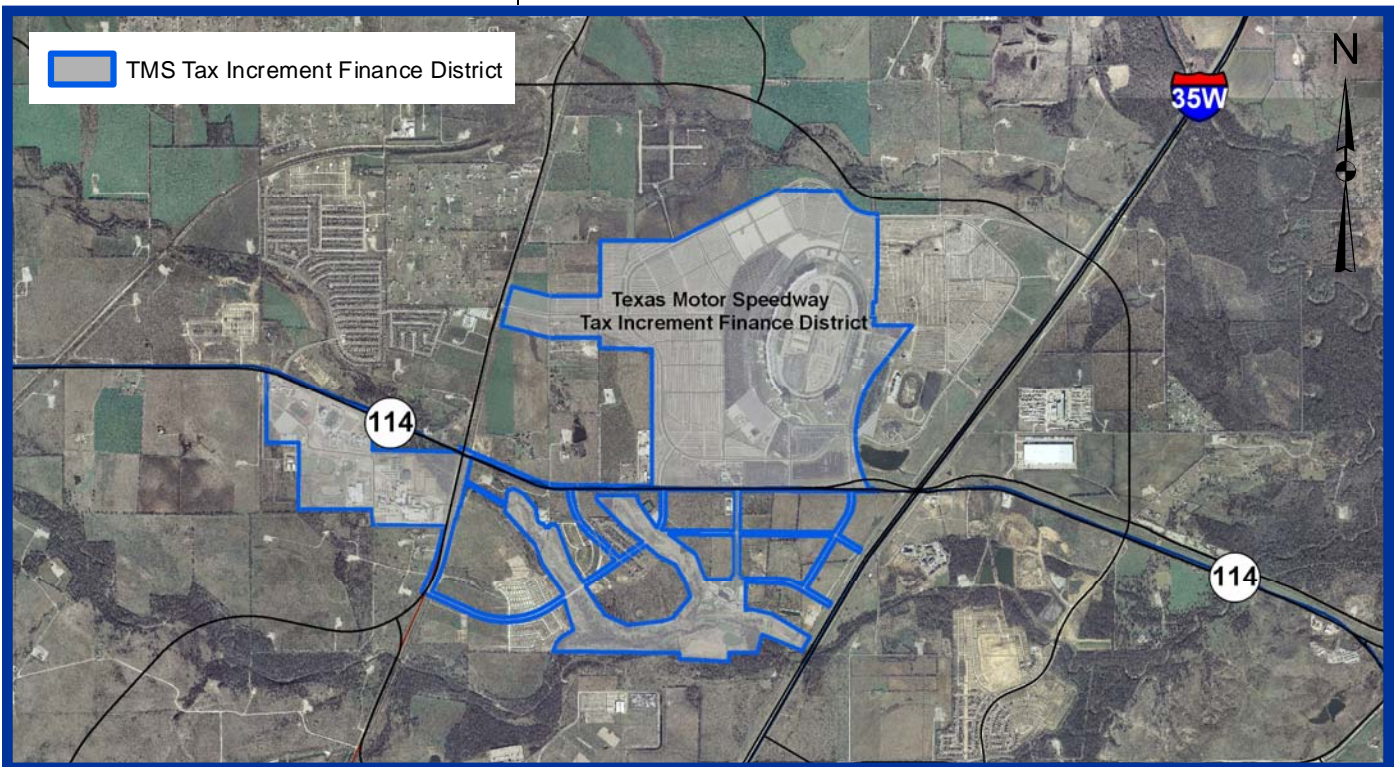 TMS Tax Increment Finance District
N
35W
Texas Motor Speedway
Tax Increment Finance District
114
114